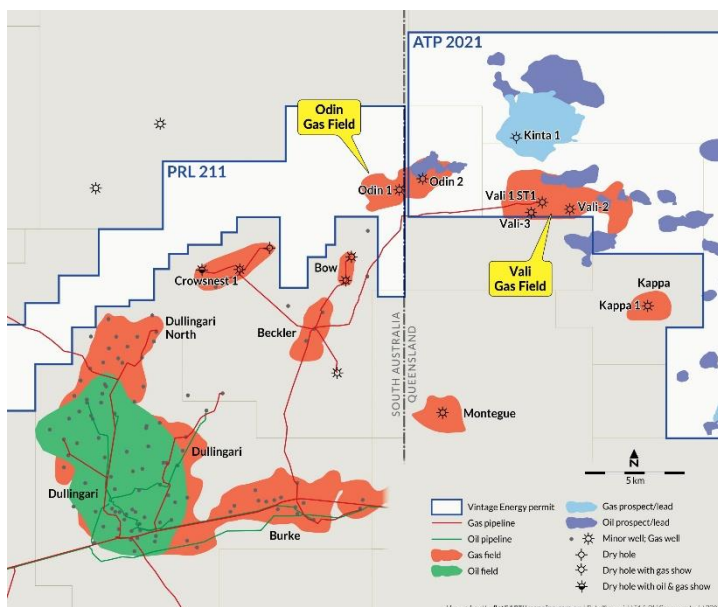 ATP 2021
Odin
Gas Field
Kinta 1
PRL 211
Odin 1
Odin 2
Vali 1 ST1
Vali-2
Vali-3
Vali
Gas Field
Crowsnest 1
Bow
Kappa
Kappa 1
Beckler
Dullingari
North
SOUTH AUSTRALIA
QUEENSLAND
Montegue
Dullingari
Dullingari
Burke
N
5 km
Vintage Energy permit
Gas pipeline
Oil pipeline
Gas field
Oil field
Gas prospect/lead
Oil prospect/lead
Minor well; Gas well
Dry hole
Dry hole with gas show
Dry hole with oil & gas show